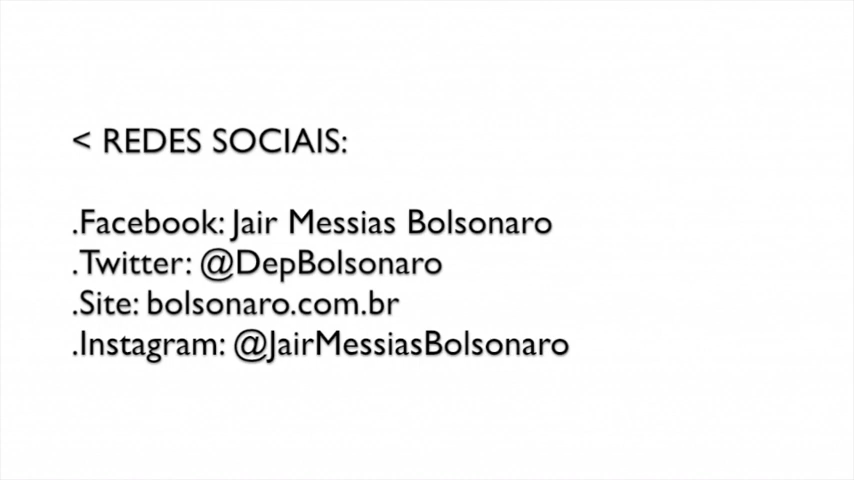 < REDES SOCIAIS:
.Facebook: Jair Messias Bolsonaro
.Twitter: @DepBolsonaro
.Site: bolsonaro.com.br
.Instagram: @JairMessiasBolsonaro